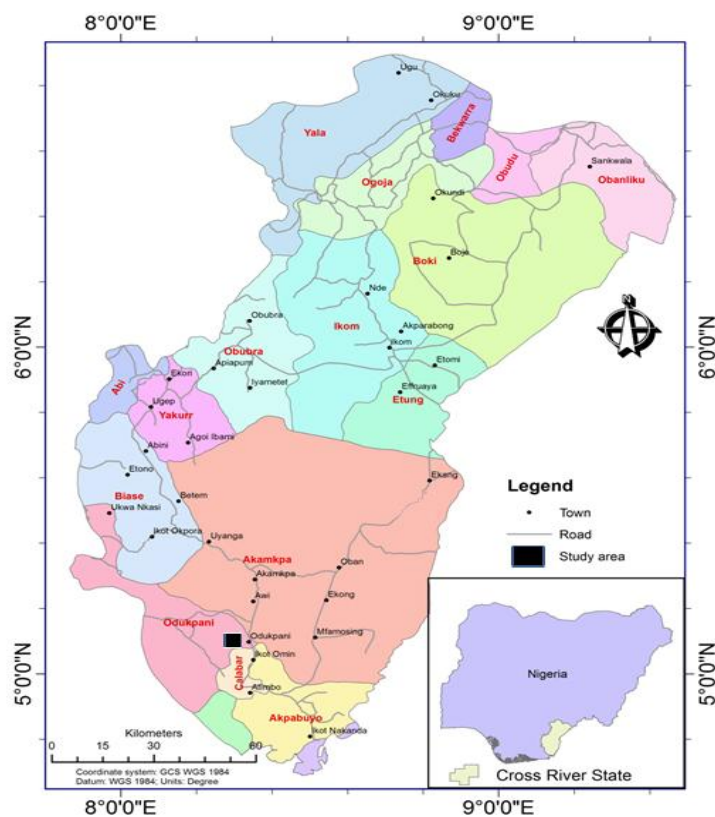 8°0'0"E 9°0'0"E
Ugu
Okuku
Bekwarra
Yala
Obudu
Sankwala
Ogoja
Obanliku
Okundi
Boki
Boje
Nde
N
Obubra
Ikom
Akparabong
6°0'0"N
Ikom
6°0'0"N
Obubra
Apiapum
Etomi
Ekori
Abi
Iyametet
Effraya
Etung
Ugep
Yakurr
Agoi Ibami
Abini
Etono
Ekang
Legend
Biase
Betem
Town
Ukwa Nkasi
Road
Ikot Okpora
Uyanga
Study area
Akamkpa
Oban
Akamkpa
Awi
Ekong
Odukpani
Odukpani
Mfamosing
Ikot Omin
5°0'0"N
Calabar
5°0'0"N
Nigeria
Atimbo
Akpabuyo
Kilometers
Ikot Nakanda
0 15 30 60
Cross River State
Coordinate system: GCS WGS 1984
Datum: WGS 1984; Units: Degree
8°0'0"E 9°0'0"E